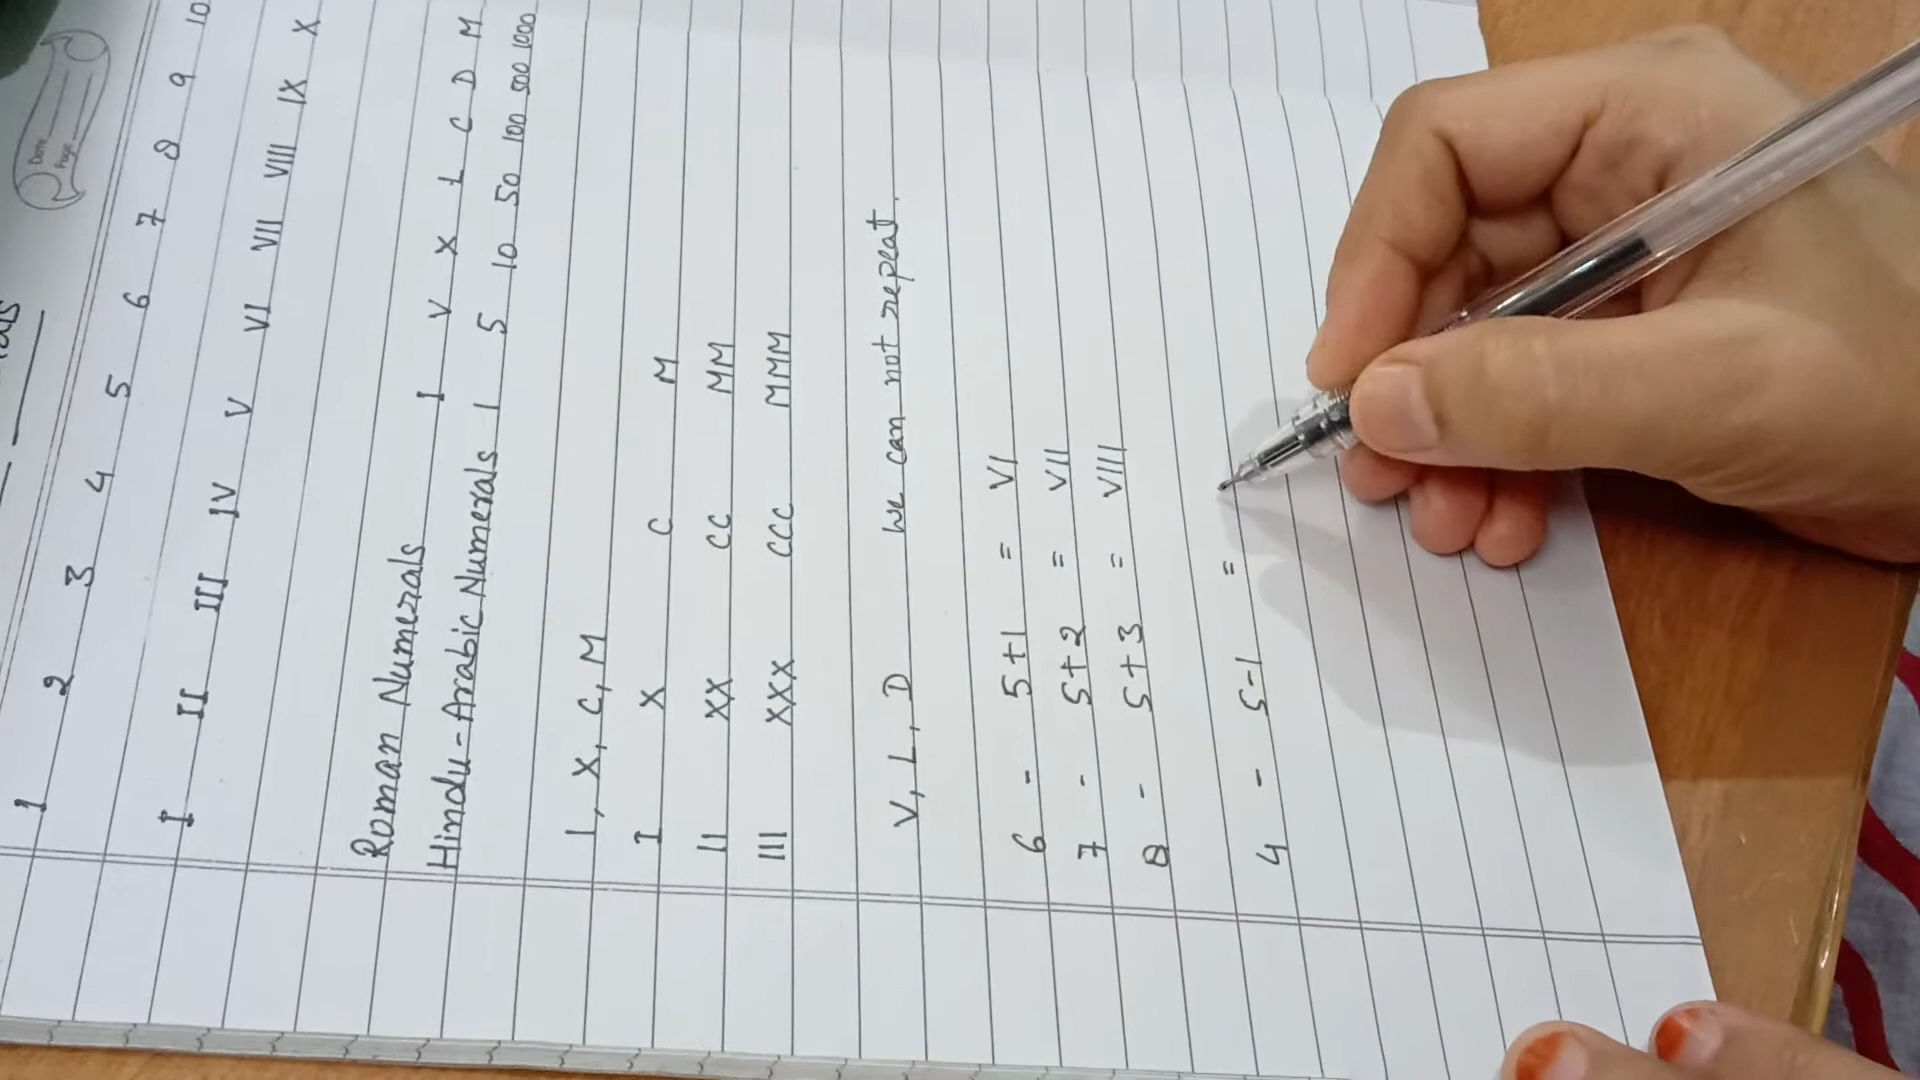 Date
Page
1 2 3 4 5 6 7 8 9 10
I II III IV V VI VII VIII IX X
Roman Numerals I V X L C D M
Hindu-Arabic Numerals 1 5 10 50 100 500 1000
I, X, C, M
I X C M
II XX CC MM
III XXX CCC MMM
V, L, D We can not repeat.
6 - 5+1 = VI
7 - 5+2 = VII
8 - 5+3 = VIII
4 - 5-1 =